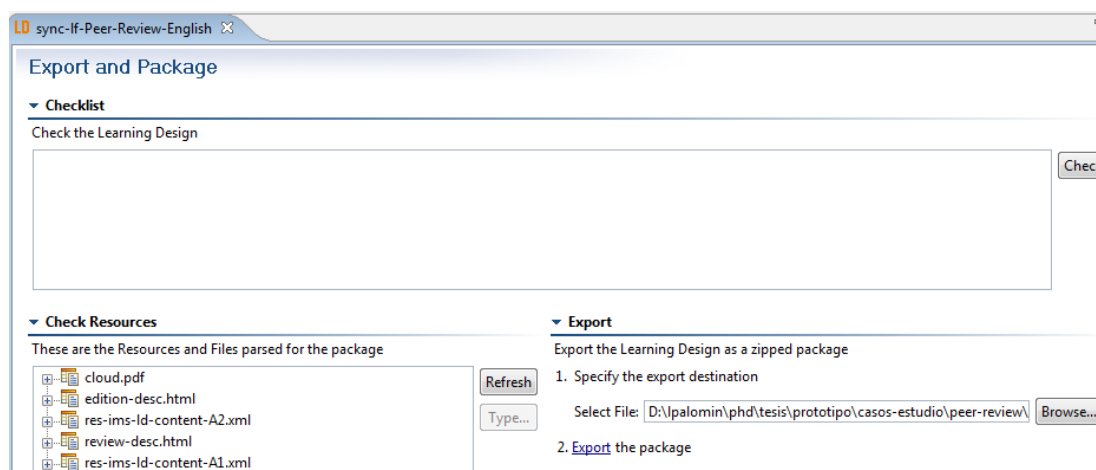 LD sync-lf-Peer-Review-English
Export and Package
Checklist
Check the Learning Design
Chec
Check Resources
These are the Resources and Files parsed for the package
cloud.pdf
edition-desc.html
res-ims-ld-content-A2.xml
review-desc.html
res-ims-ld-content-A1.xml
Refresh
Type...
Export
Export the Learning Design as a zipped package
1. Specify the export destination
Select File: D:\lpalomin\phd\tesis\prototipo\casos-estudio\peer-review\ Browse...
2. Export the package